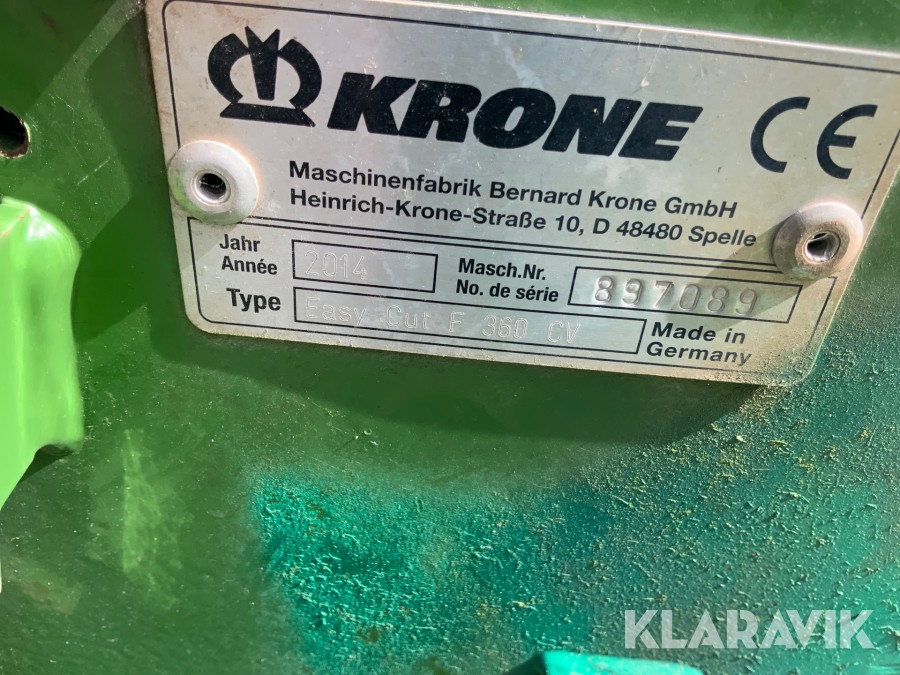 KRONE CE
Maschinenfabrik Bernard Krone GmbH
Heinrich-Krone-Straße 10, D 48480 Spelle
Jahr
Année
2014
Masch.Nr.
No. de série
897089
Type
Easy Cut F 360 CV
Made in
Germany
KLARAVIK